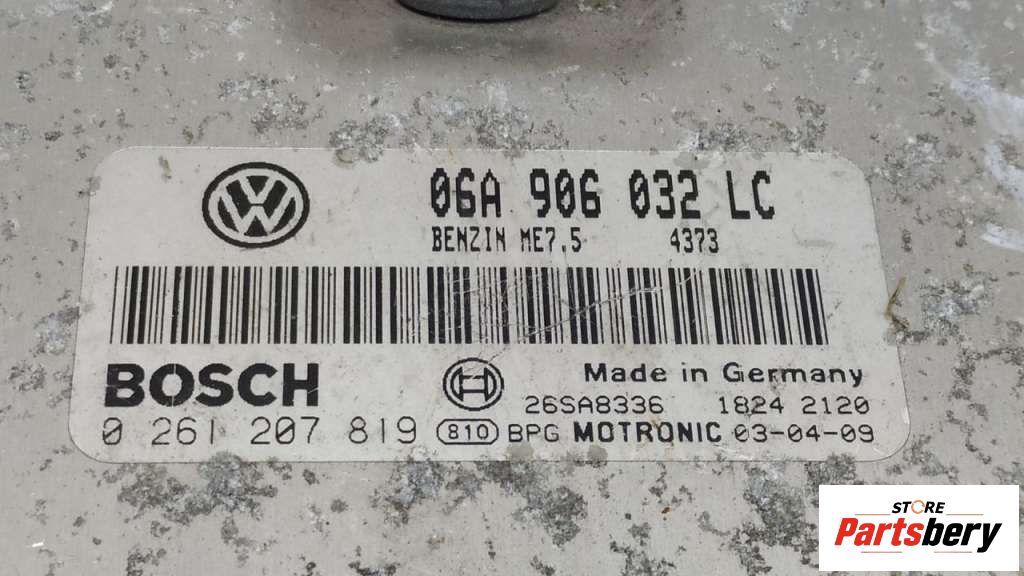 06A 906 032 LC
BENZIN ME7.5 4373
BOSCH
Made in Germany
26SA8336 1824 2120
0 261 207 819 810 BPG MOTRONIC 03-04-09
STORE
Partsbery